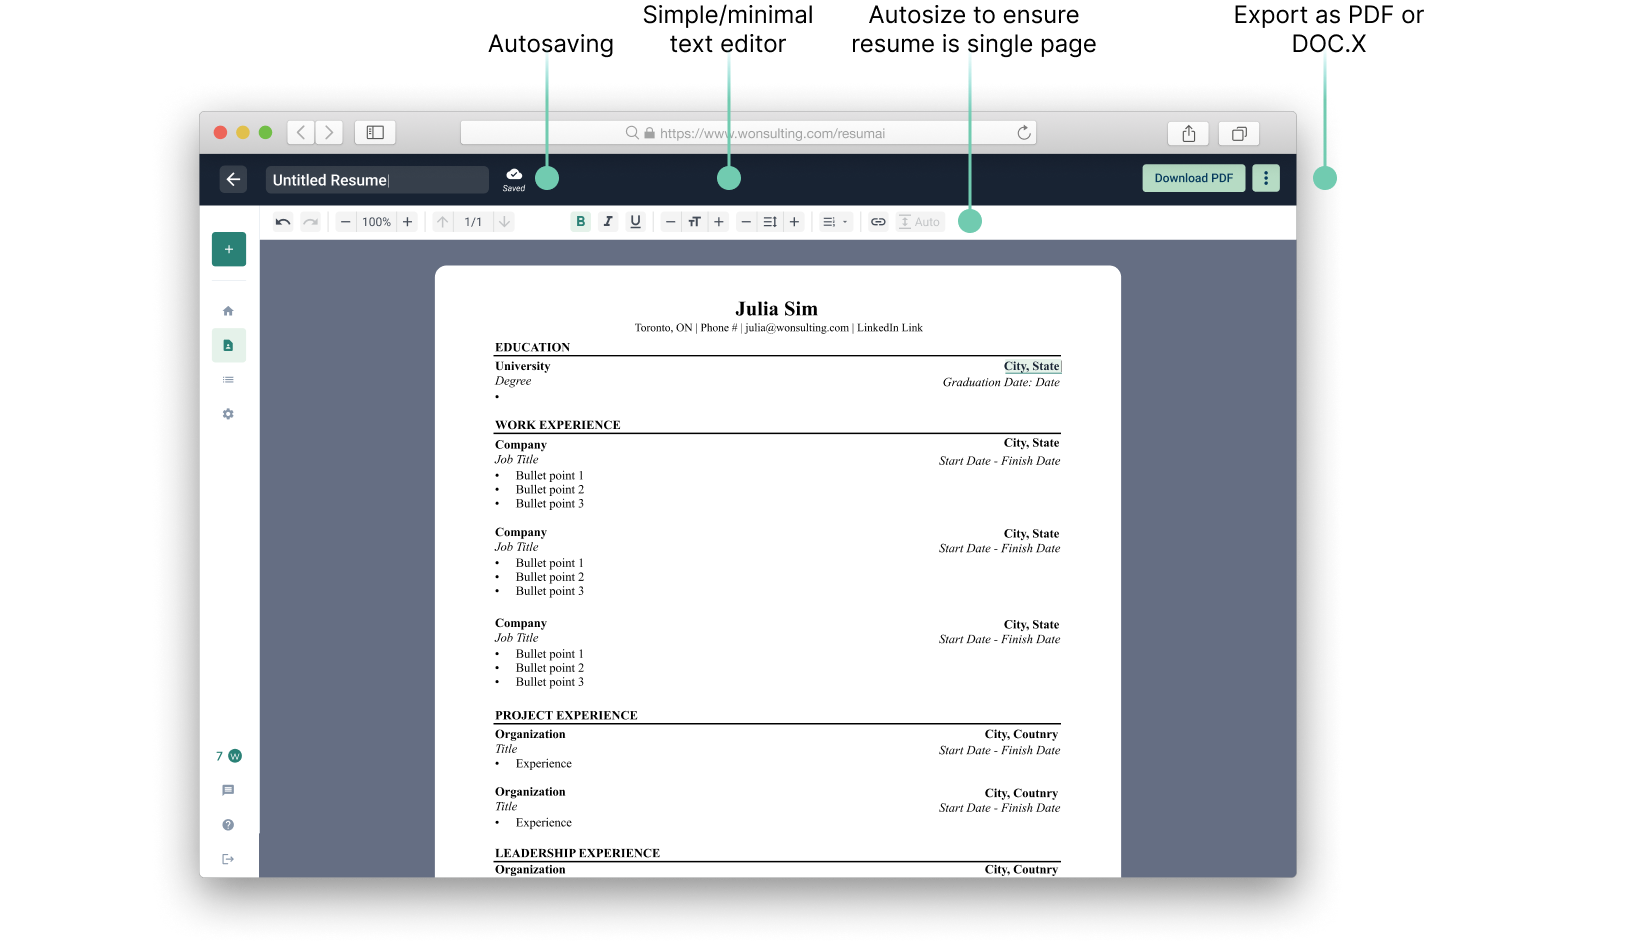 Autosaving
Simple/minimal
text editor
Autosize to ensure
resume is single page
Export as PDF or
DOC.X
https://www.wonsulting.com/resumai
Untitled Resume
Saved
Download PDF
100%
1/1
B I U
Auto
Julia Sim
Toronto, ON | Phone # | julia@wonsulting.com | LinkedIn Link
EDUCATION
University City, State
Degree Graduation Date: Date
•
WORK EXPERIENCE
Company City, State
Job Title Start Date - Finish Date
• Bullet point 1
• Bullet point 2
• Bullet point 3
Company City, State
Job Title Start Date - Finish Date
• Bullet point 1
• Bullet point 2
• Bullet point 3
Company City, State
Job Title Start Date - Finish Date
• Bullet point 1
• Bullet point 2
• Bullet point 3
PROJECT EXPERIENCE
Organization City, Coutnry
Title Start Date - Finish Date
• Experience
Organization City, Coutnry
Title Start Date - Finish Date
• Experience
LEADERSHIP EXPERIENCE
Organization City, Coutnry
7 W